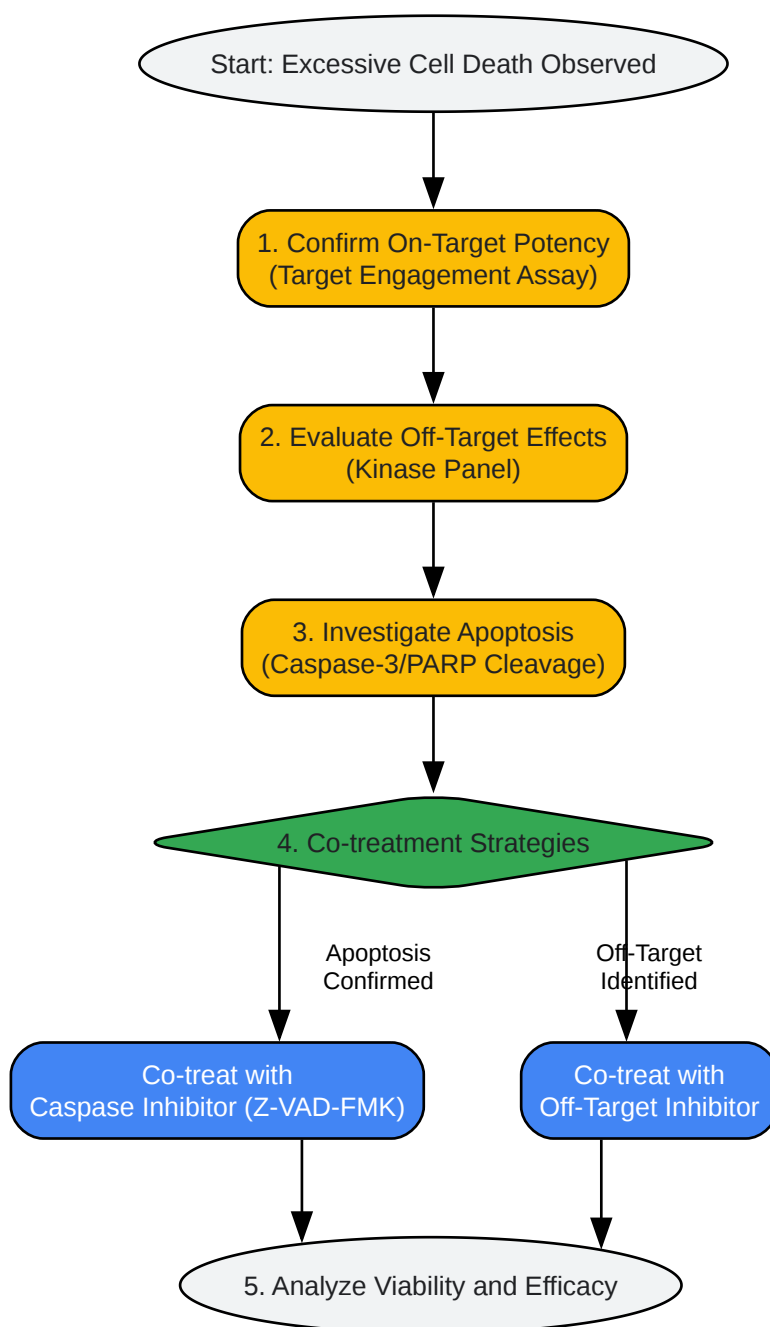 Start: Excessive Cell Death Observed
1. Confirm On-Target Potency
(Target Engagement Assay)
2. Evaluate Off-Target Effects
(Kinase Panel)
3. Investigate Apoptosis
(Caspase-3/PARP Cleavage)
4. Co-treatment Strategies
Apoptosis
Confirmed
Off-Target
Identified
Co-treat with
Caspase Inhibitor (Z-VAD-FMK)
Co-treat with
Off-Target Inhibitor
5. Analyze Viability and Efficacy